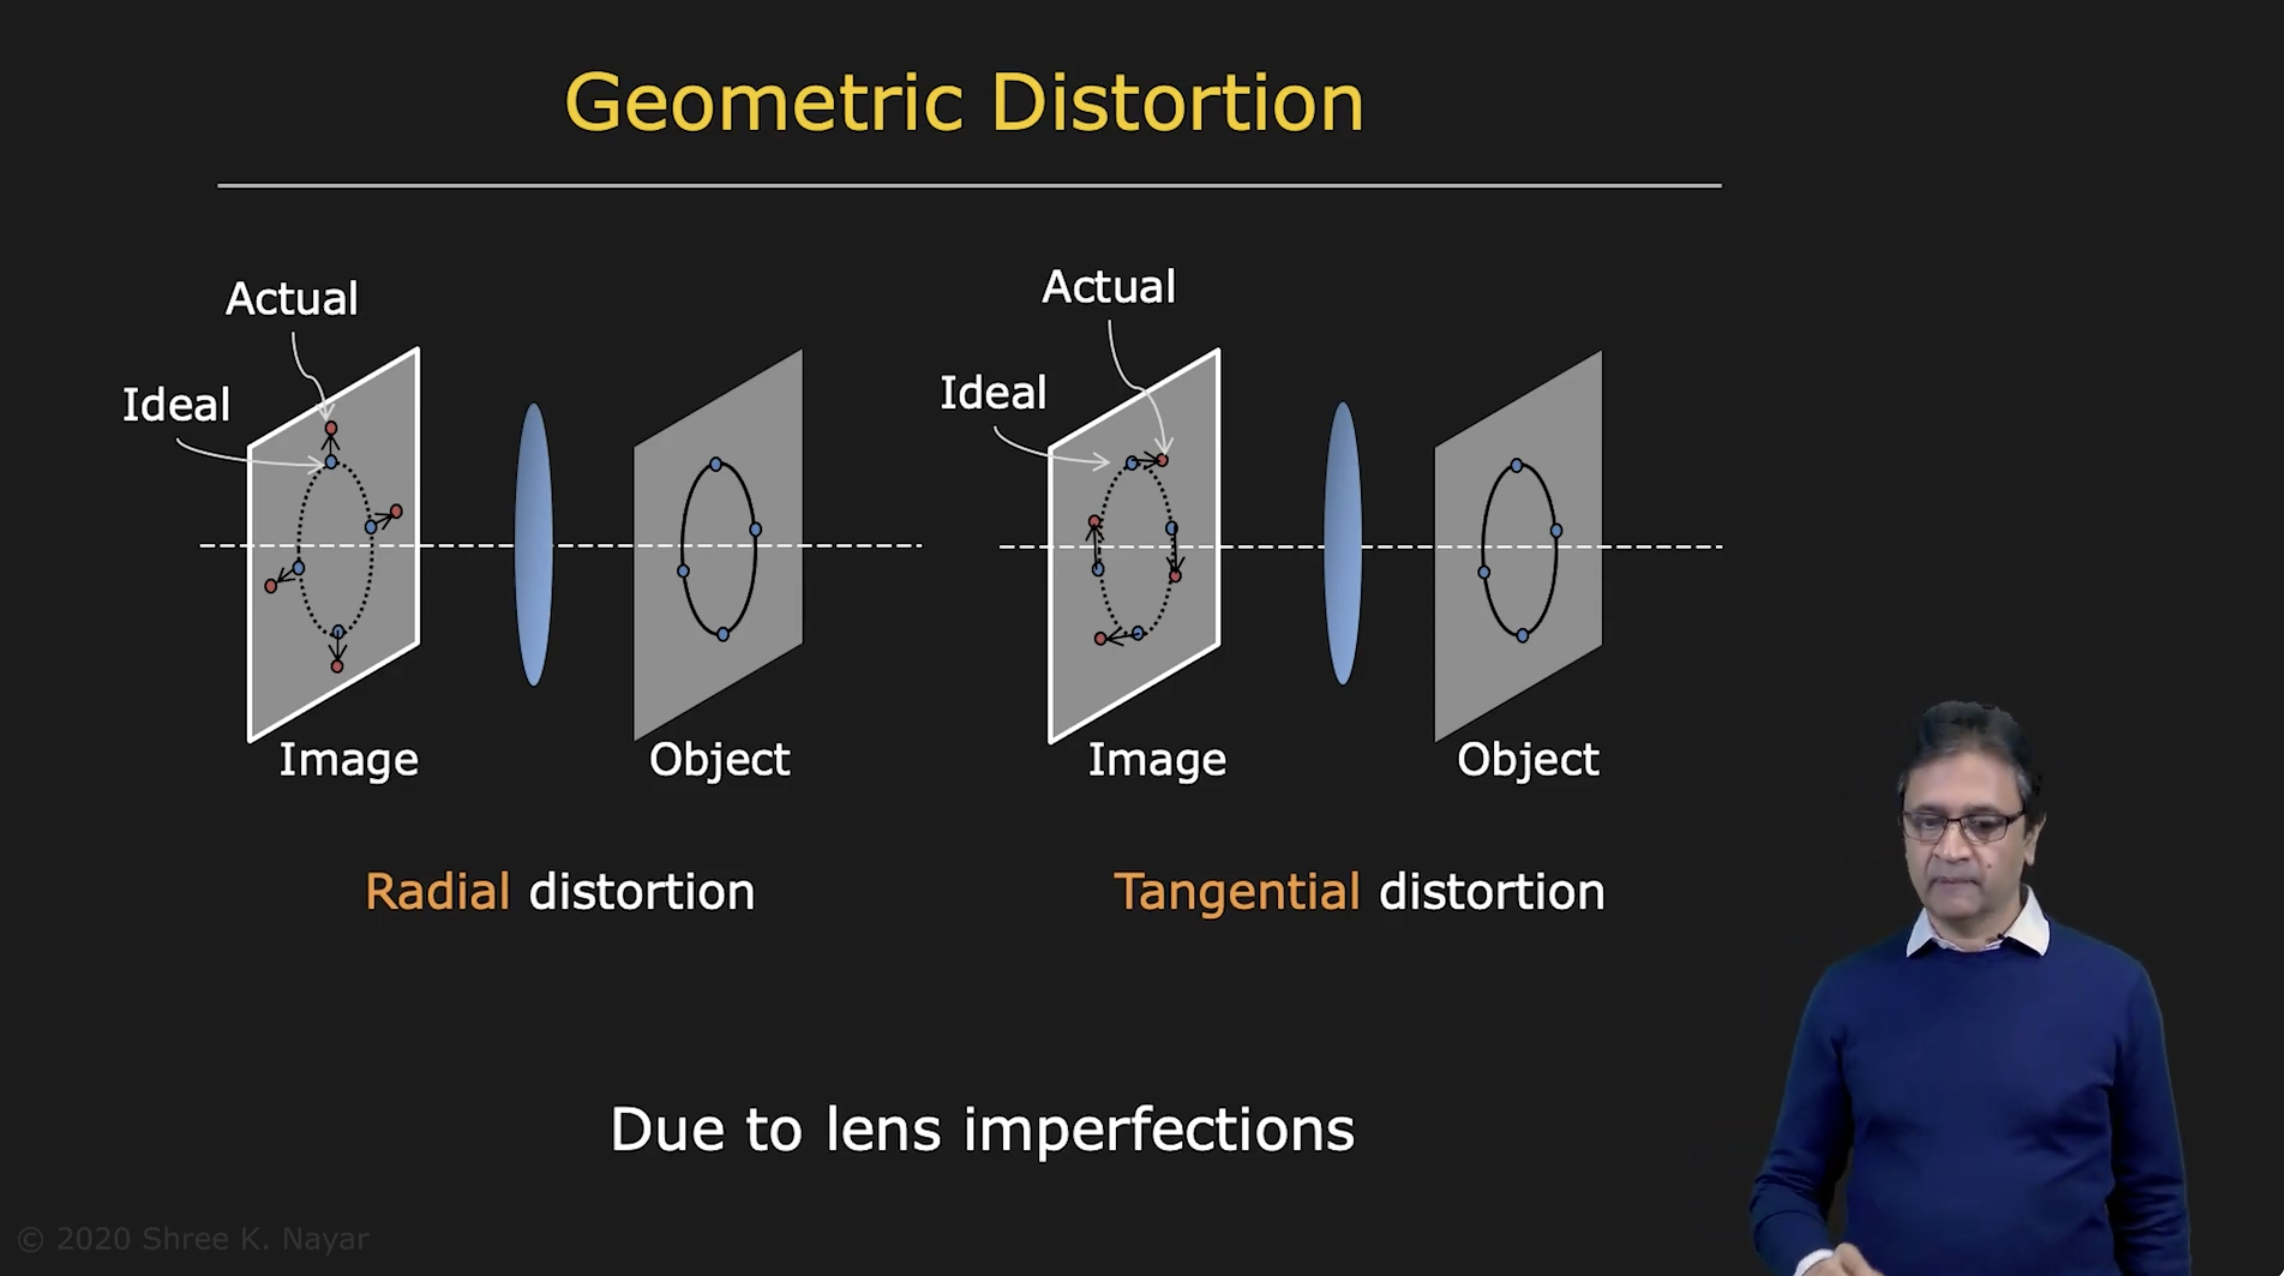 Geometric Distortion
Actual
Ideal
Image
Object
Radial distortion
Actual
Ideal
Image
Object
Tangential distortion
Due to lens imperfections
© 2020 Shree K. Nayar